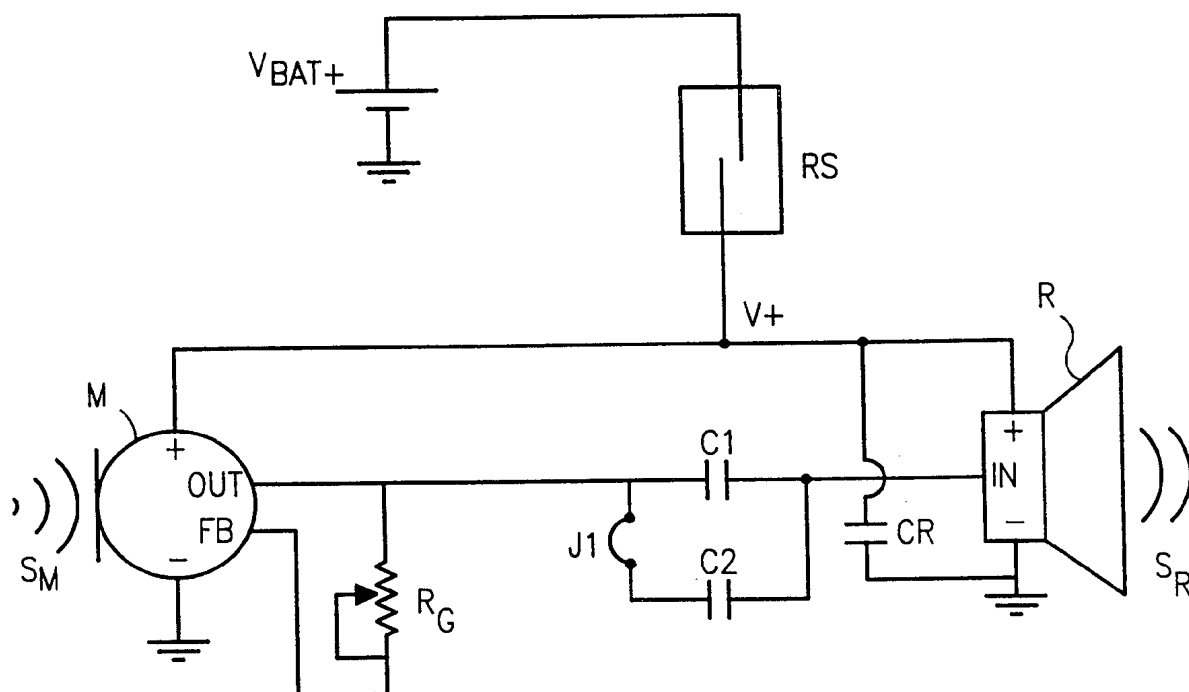 V_BAT+
RS
V+
R
M
+
OUT
FB
−
S_M
R_G
J1
C1
C2
CR
+
IN
−
S_R